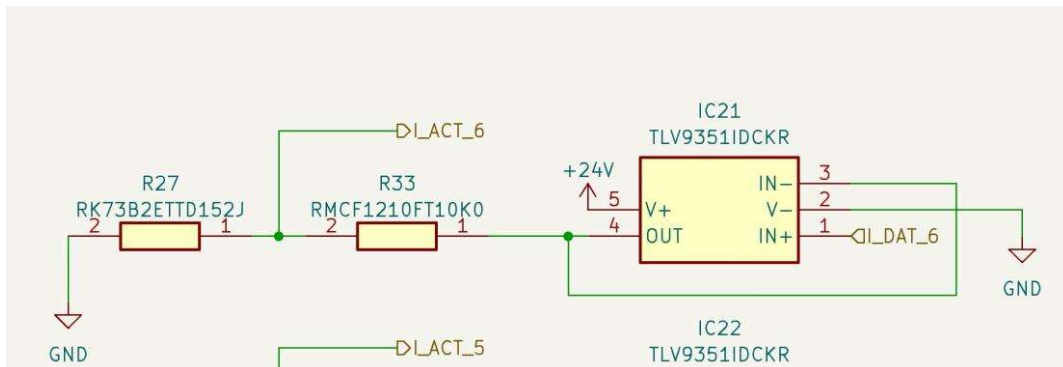 I_ACT_6
IC21
TLV9351IDCKR
R27
RK73B2ETTD152J
2 1
R33
RMCF1210FT10K0
2 1
+24V
5 V+
4 OUT
IN- 3
V- 2
IN+ 1
I_DAT_6
GND
GND
I_ACT_5
IC22
TLV9351IDCKR